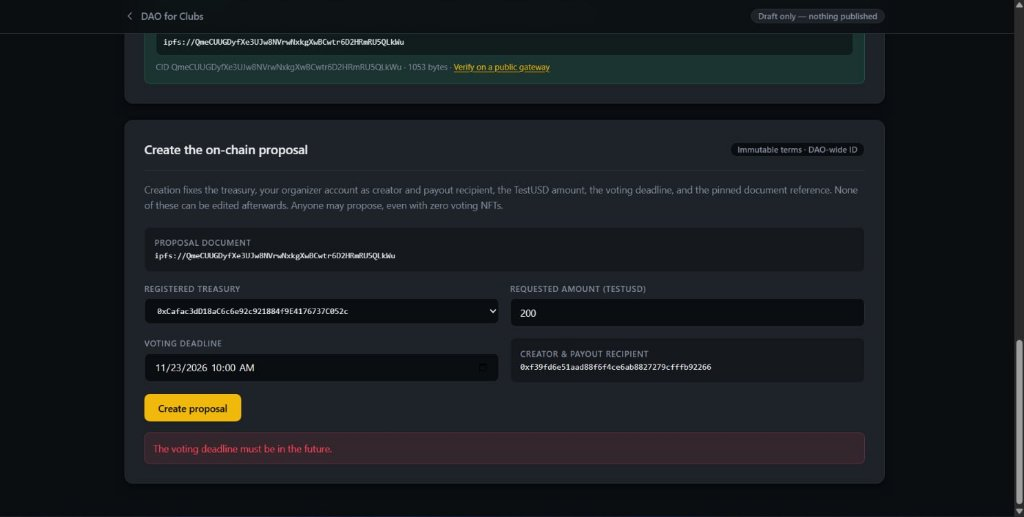 DAO for Clubs
Draft only — nothing published
ipfs://QmeCUUGDyfXe3UJw8NVrwNxkgXwBCwtr6D2HRmRU5QLkWu
CID QmeCUUGDyfXe3UJw8NVrwNxkgXwBCwtr6D2HRmRU5QLkWu · 1053 bytes · Verify on a public gateway
Create the on-chain proposal
Immutable terms · DAO-wide ID
Creation fixes the treasury, your organizer account as creator and payout recipient, the TestUSD amount, the voting deadline, and the pinned document reference. None
of these can be edited afterwards. Anyone may propose, even with zero voting NFTs.
PROPOSAL DOCUMENT
ipfs://QmeCUUGDyfXe3UJw8NVrwNxkgXwBCwtr6D2HRmRU5QLkWu
REGISTERED TREASURY
REQUESTED AMOUNT (TESTUSD)
0xCafac3dD18aC6c6e92c921884f9E4176737C052c
200
VOTING DEADLINE
11/23/2026 10:00 AM
CREATOR & PAYOUT RECIPIENT
0xf39fd6e51aad88f6f4ce6ab8827279cfffb92266
Create proposal
The voting deadline must be in the future.